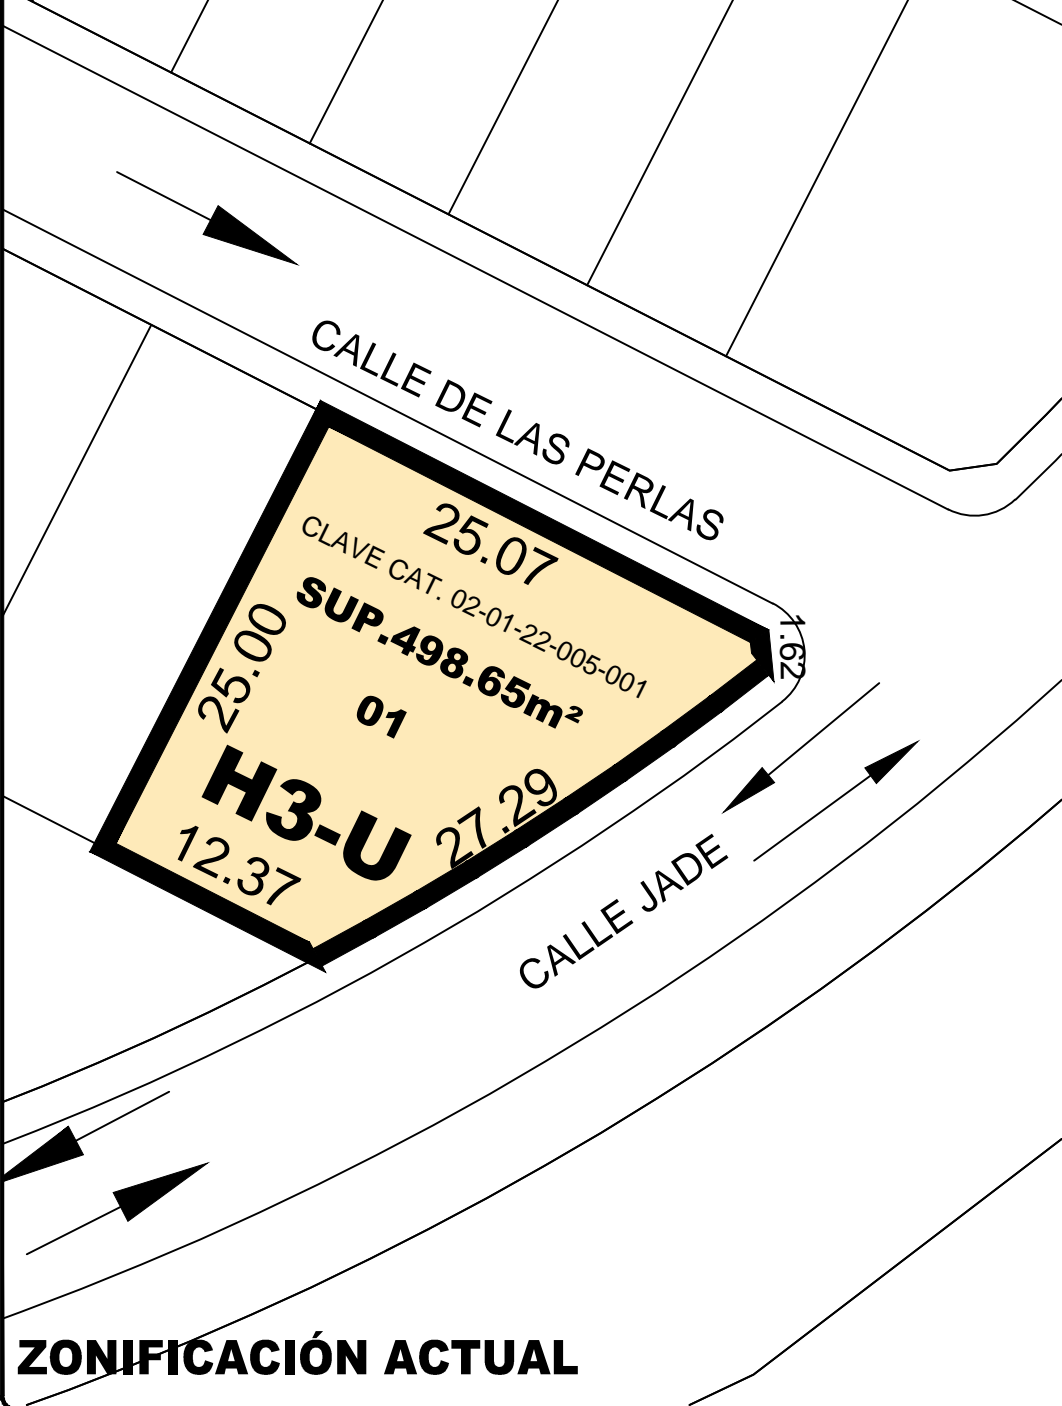 CALLE DE LAS PERLAS
25.07
CLAVE CAT. 02-01-22-005-001
SUP.498.65m²
01
H3-U
25.00
12.37
27.29
1.62
CALLE JADE
ZONIFICACIÓN ACTUAL